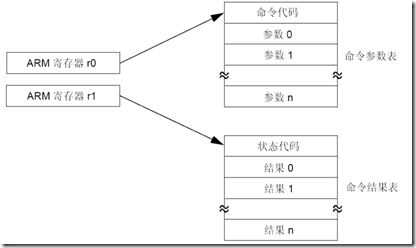 命令代码
参数 0
参数 1
命令参数表
参数 n
ARM 寄存器 r0
ARM 寄存器 r1
状态代码
结果 0
结果 1
命令结果表
结果 n